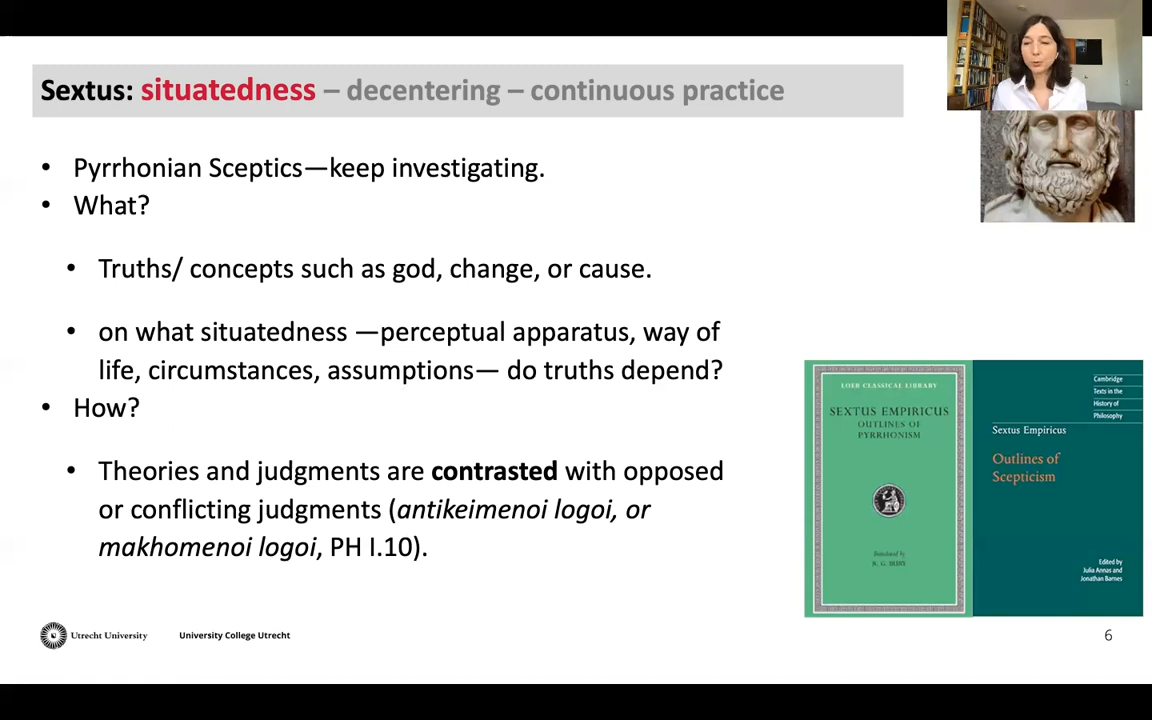 Sextus: situatedness – decentering – continuous practice
• Pyrrhonian Sceptics—keep investigating.
• What?
• Truths/ concepts such as god, change, or cause.
• on what situatedness —perceptual apparatus, way of
life, circumstances, assumptions— do truths depend?
• How?
• Theories and judgments are contrasted with opposed
or conflicting judgments (antikeimenoi logoi, or
makhomenoi logoi, PH I.10).
LOEB CLASSICAL LIBRARY
SEXTUS EMPIRICUS
OUTLINES OF
PYRRHONISM
Translated by
R. G. BURY
Cambridge
Texts in the
History of
Philosophy
Sextus Empiricus
Outlines of
Scepticism
Edited by
Julia Annas and
Jonathan Barnes
Utrecht University
University College Utrecht
6